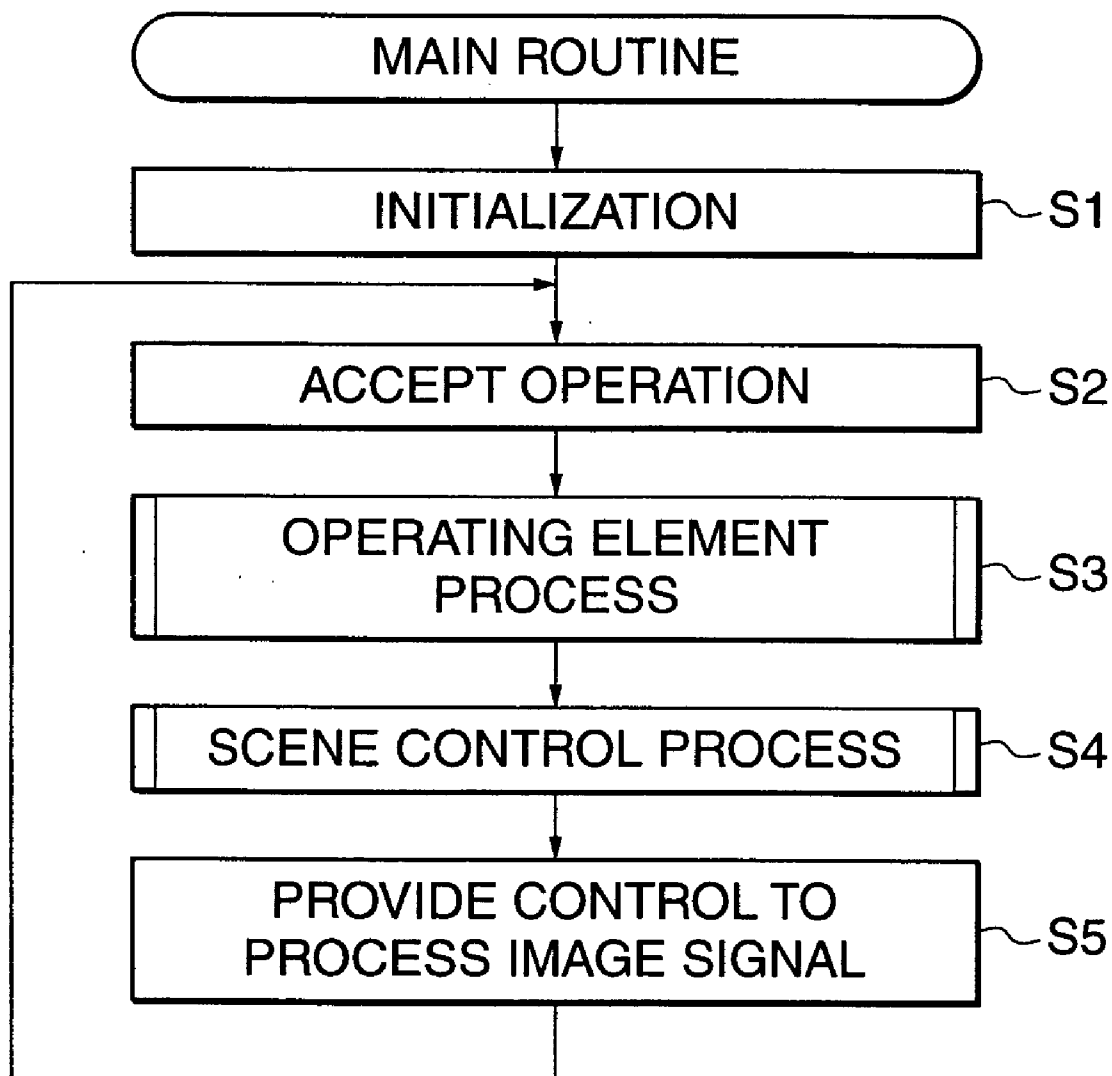 MAIN ROUTINE
INITIALIZATION
S1
ACCEPT OPERATION
S2
OPERATING ELEMENT
PROCESS
S3
SCENE CONTROL PROCESS
S4
PROVIDE CONTROL TO
PROCESS IMAGE SIGNAL
S5